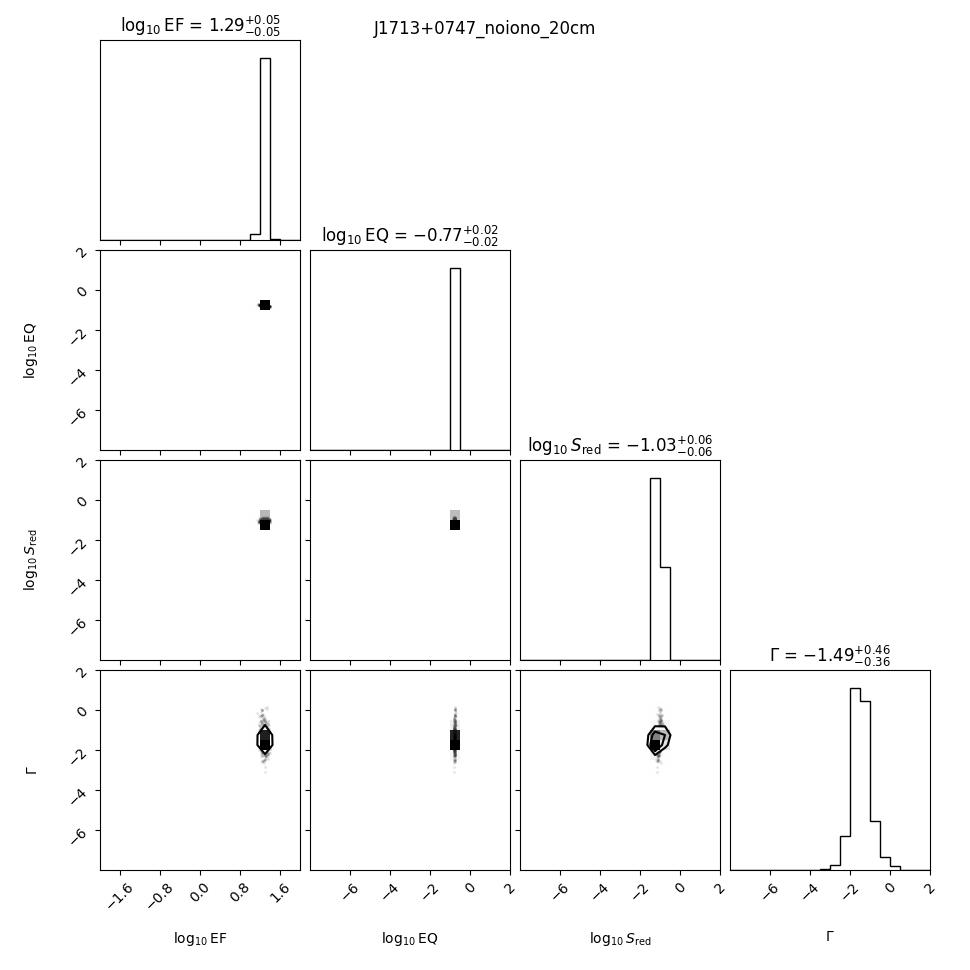 log₁₀ EF = 1.29^{+0.05}_{−0.05}
J1713+0747_noiono_20cm
log₁₀ EQ = −0.77^{+0.02}_{−0.02}
2
0
−2
−4
−6
log₁₀ EQ
log₁₀ S_red = −1.03^{+0.06}_{−0.06}
2
0
−2
−4
−6
log₁₀ S_red
Γ = −1.49^{+0.46}_{−0.36}
2
0
−2
−4
−6
Γ
−1.6 −0.8 0.0 0.8 1.6
−6 −4 −2 0 2
−6 −4 −2 0 2
−6 −4 −2 0 2
log₁₀ EF
log₁₀ EQ
log₁₀ S_red
Γ